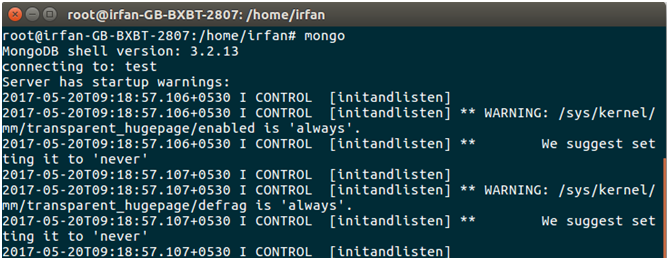 root@irfan-GB-BXBT-2807: /home/irfan
root@irfan-GB-BXBT-2807:/home/irfan# mongo
MongoDB shell version: 3.2.13
connecting to: test
Server has startup warnings:
2017-05-20T09:18:57.106+0530 I CONTROL  [initandlisten]
2017-05-20T09:18:57.106+0530 I CONTROL  [initandlisten] ** WARNING: /sys/kernel/
mm/transparent_hugepage/enabled is 'always'.
2017-05-20T09:18:57.106+0530 I CONTROL  [initandlisten] **        We suggest set
ting it to 'never'
2017-05-20T09:18:57.107+0530 I CONTROL  [initandlisten]
2017-05-20T09:18:57.107+0530 I CONTROL  [initandlisten] ** WARNING: /sys/kernel/
mm/transparent_hugepage/defrag is 'always'.
2017-05-20T09:18:57.107+0530 I CONTROL  [initandlisten] **        We suggest set
ting it to 'never'
2017-05-20T09:18:57.107+0530 I CONTROL  [initandlisten]